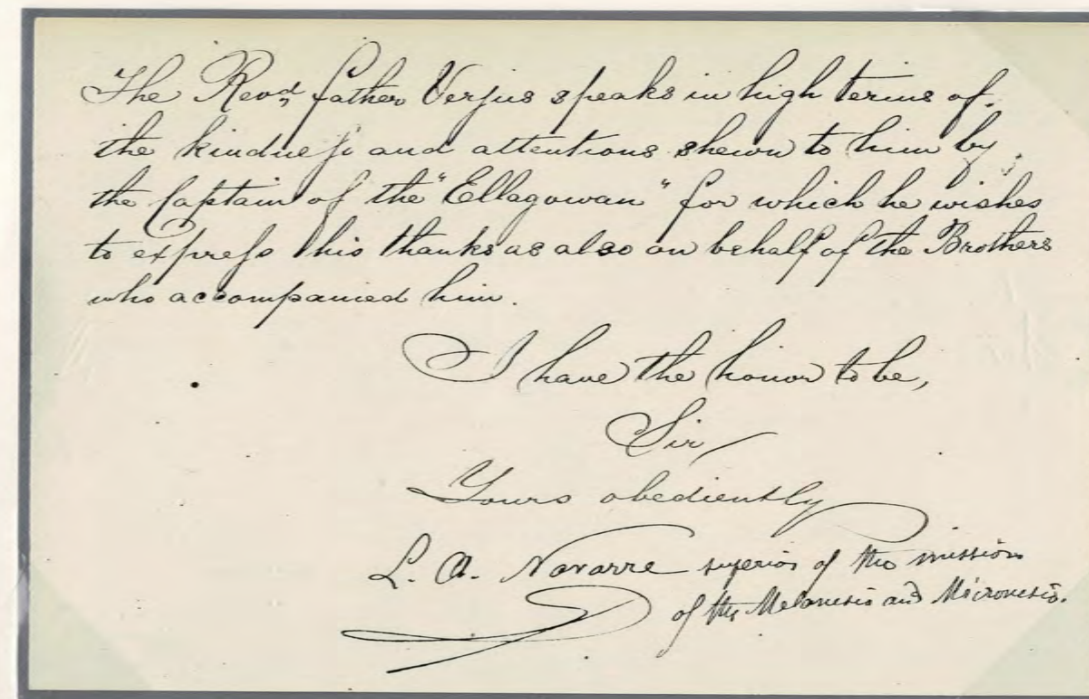 The Revd. father Verjus speaks in high terms of
the kindness and attentions shewn to him by
the Captain of the "Ellagowan" for which he wishes
to express his thanks as also on behalf of the Brothers
who accompanied him.
I have the honor to be,
Sir,
Yours obediently
L. A. Navarre superior of the mission
of the Melanesia and Micronesia.